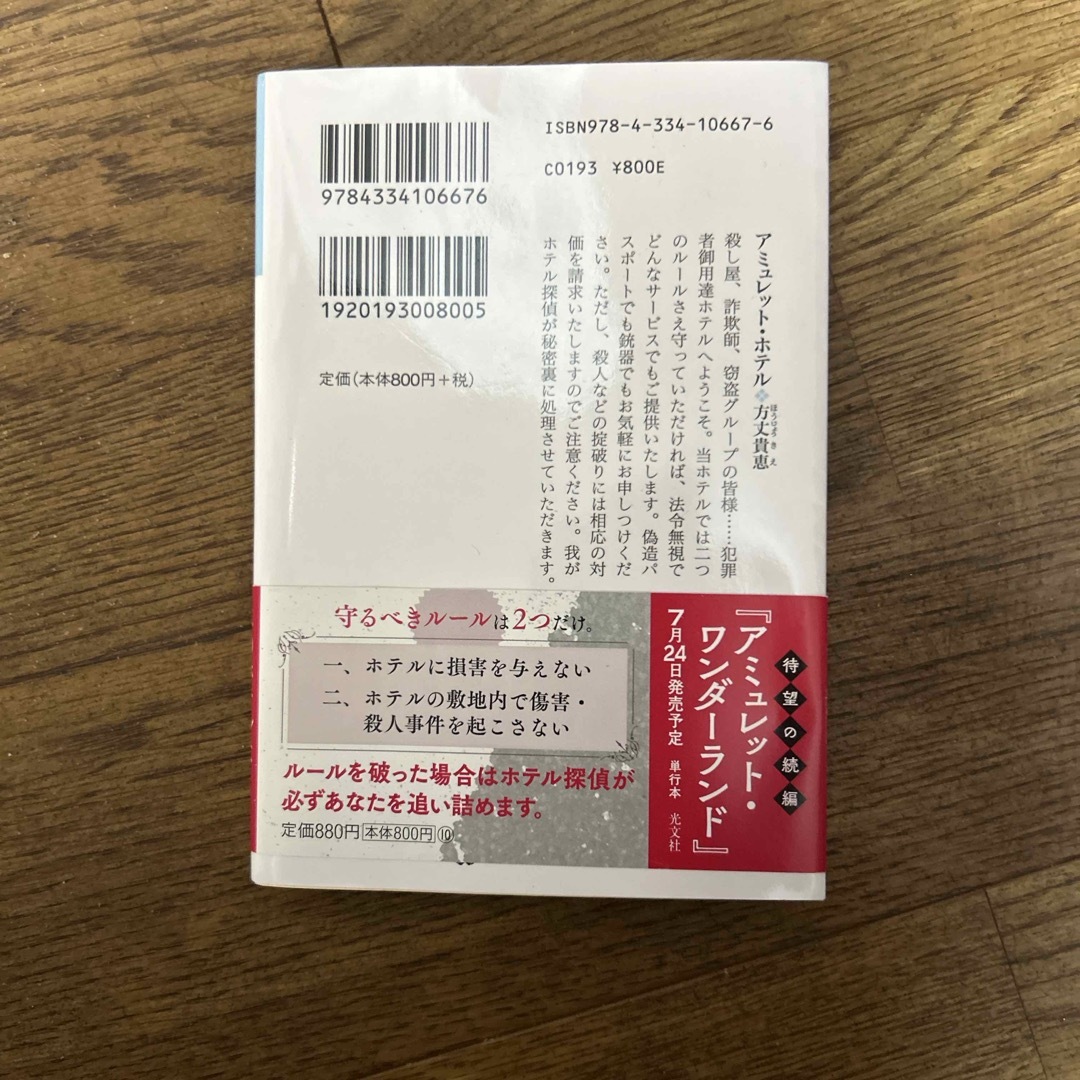 ISBN978-4-334-10667-6
C0193 ¥800E
9784334106676
1920193008005
定価(本体800円+税)
アミュレット・ホテル 方丈貴恵
ほうじょうきえ
殺し屋、詐欺師、窃盗グループの皆様……犯罪
者御用達ホテルへようこそ。当ホテルでは二つ
のルールさえ守っていただければ、法令無視で
どんなサービスでもご提供いたします。偽造パ
スポートでも銃器でもお気軽にお申しつけくだ
さい。ただし、殺人などの掟破りには相応の対
価を請求いたしますのでご注意ください。我が
ホテル探偵が秘密裏に処理させていただきます。
待望の続編
『アミュレット・
ワンダーランド』
7月24日発売予定 単行本 光文社
守るべきルールは2つだけ。
一、ホテルに損害を与えない
二、ホテルの敷地内で傷害・
殺人事件を起こさない
ルールを破った場合はホテル探偵が
必ずあなたを追い詰めます。
定価880円 本体800円 ⑩